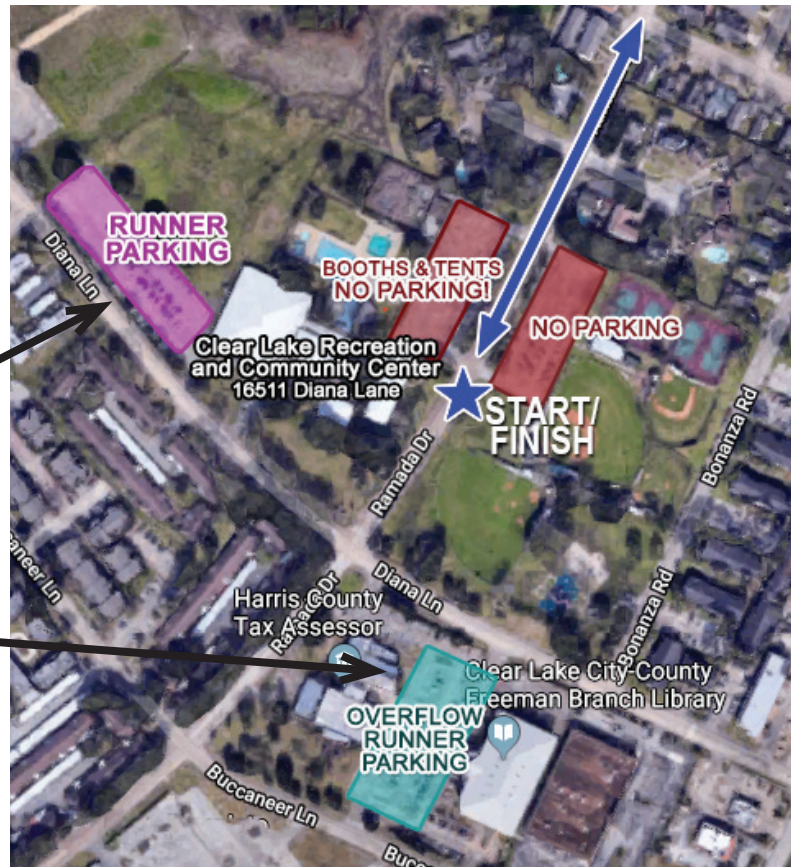 RUNNER
PARKING
Diana Ln
BOOTHS & TENTS
NO PARKING!
NO PARKING
Clear Lake Recreation
and Community Center
16511 Diana Lane
START/
FINISH
Ramada Dr
Bonanza Rd
Diana Ln
Harris County
Tax Assessor
Ramada Dr
Bonanza Rd
Clear Lake City-County
Freeman Branch Library
OVERFLOW
RUNNER
PARKING
Buccaneer Ln